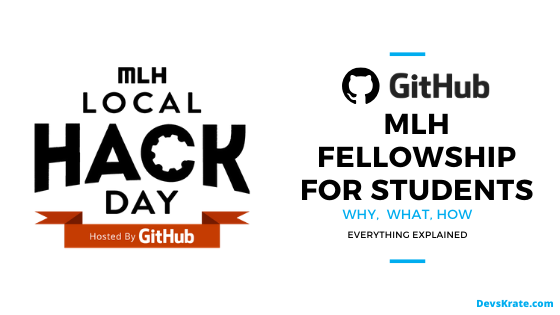 MLH
LOCAL
HACK
DAY
Hosted By GitHub
GitHub
MLH
FELLOWSHIP
FOR STUDENTS
WHY, WHAT, HOW
EVERYTHING EXPLAINED
DevsKrate.com